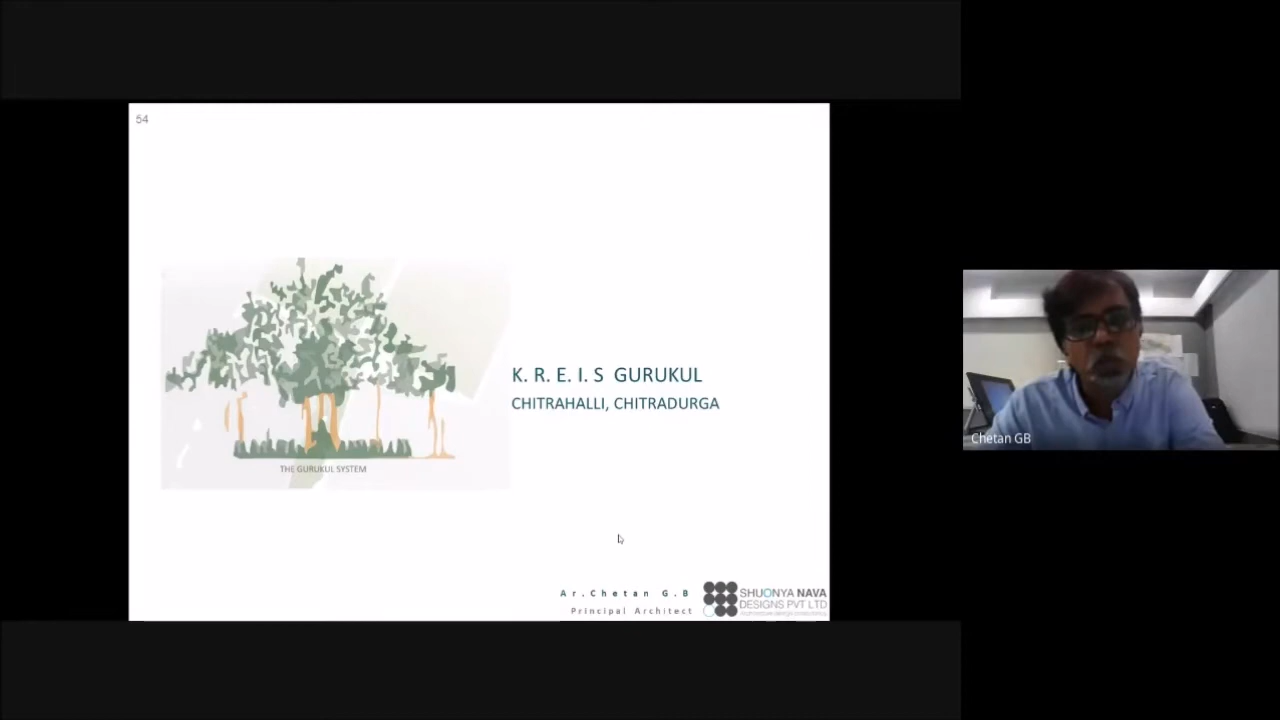 54
K. R. E. I. S GURUKUL
CHITRAHALLI, CHITRADURGA
THE GURUKUL SYSTEM
Ar.Chetan G.B
Principal Architect
SHUONYA NAVA
DESIGNS PVT LTD
Chetan GB